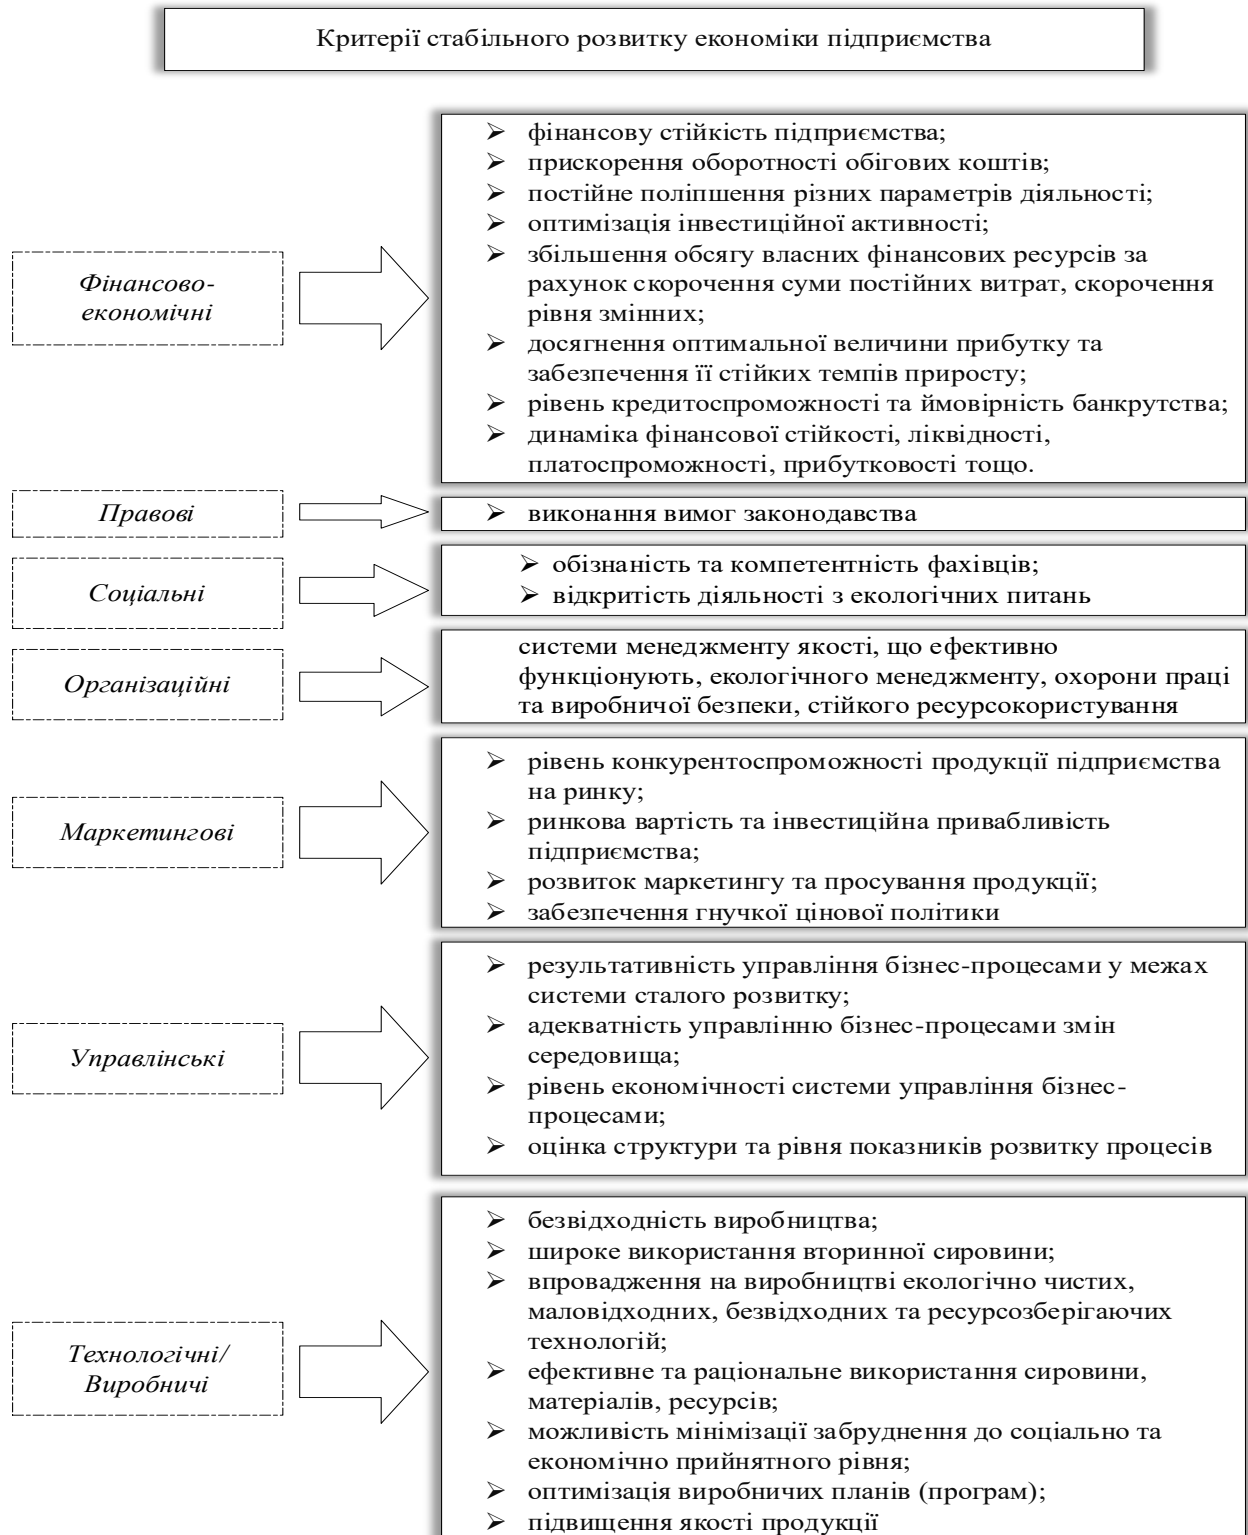 Критерії стабільного розвитку економіки підприємства
Фінансово-
економічні
➢ фінансову стійкість підприємства;
➢ прискорення оборотності обігових коштів;
➢ постійне поліпшення різних параметрів діяльності;
➢ оптимізація інвестиційної активності;
➢ збільшення обсягу власних фінансових ресурсів за
рахунок скорочення суми постійних витрат, скорочення
рівня змінних;
➢ досягнення оптимальної величини прибутку та
забезпечення її стійких темпів приросту;
➢ рівень кредитоспроможності та ймовірність банкрутства;
➢ динаміка фінансової стійкості, ліквідності,
платоспроможності, прибутковості тощо.
Правові
➢ виконання вимог законодавства
Соціальні
➢ обізнаність та компетентність фахівців;
➢ відкритість діяльності з екологічних питань
Організаційні
системи менеджменту якості, що ефективно
функціонують, екологічного менеджменту, охорони праці
та виробничої безпеки, стійкого ресурсокористування
Маркетингові
➢ рівень конкурентоспроможності продукції підприємства
на ринку;
➢ ринкова вартість та інвестиційна привабливість
підприємства;
➢ розвиток маркетингу та просування продукції;
➢ забезпечення гнучкої цінової політики
Управлінські
➢ результативність управління бізнес-процесами у межах
системи сталого розвитку;
➢ адекватність управлінню бізнес-процесами змін
середовища;
➢ рівень економічності системи управління бізнес-
процесами;
➢ оцінка структури та рівня показників розвитку процесів
Технологічні/
Виробничі
➢ безвідходність виробництва;
➢ широке використання вторинної сировини;
➢ впровадження на виробництві екологічно чистих,
маловідходних, безвідходних та ресурсозберігаючих
технологій;
➢ ефективне та раціональне використання сировини,
матеріалів, ресурсів;
➢ можливість мінімізації забруднення до соціально та
економічно прийнятного рівня;
➢ оптимізація виробничих планів (програм);
➢ підвищення якості продукції